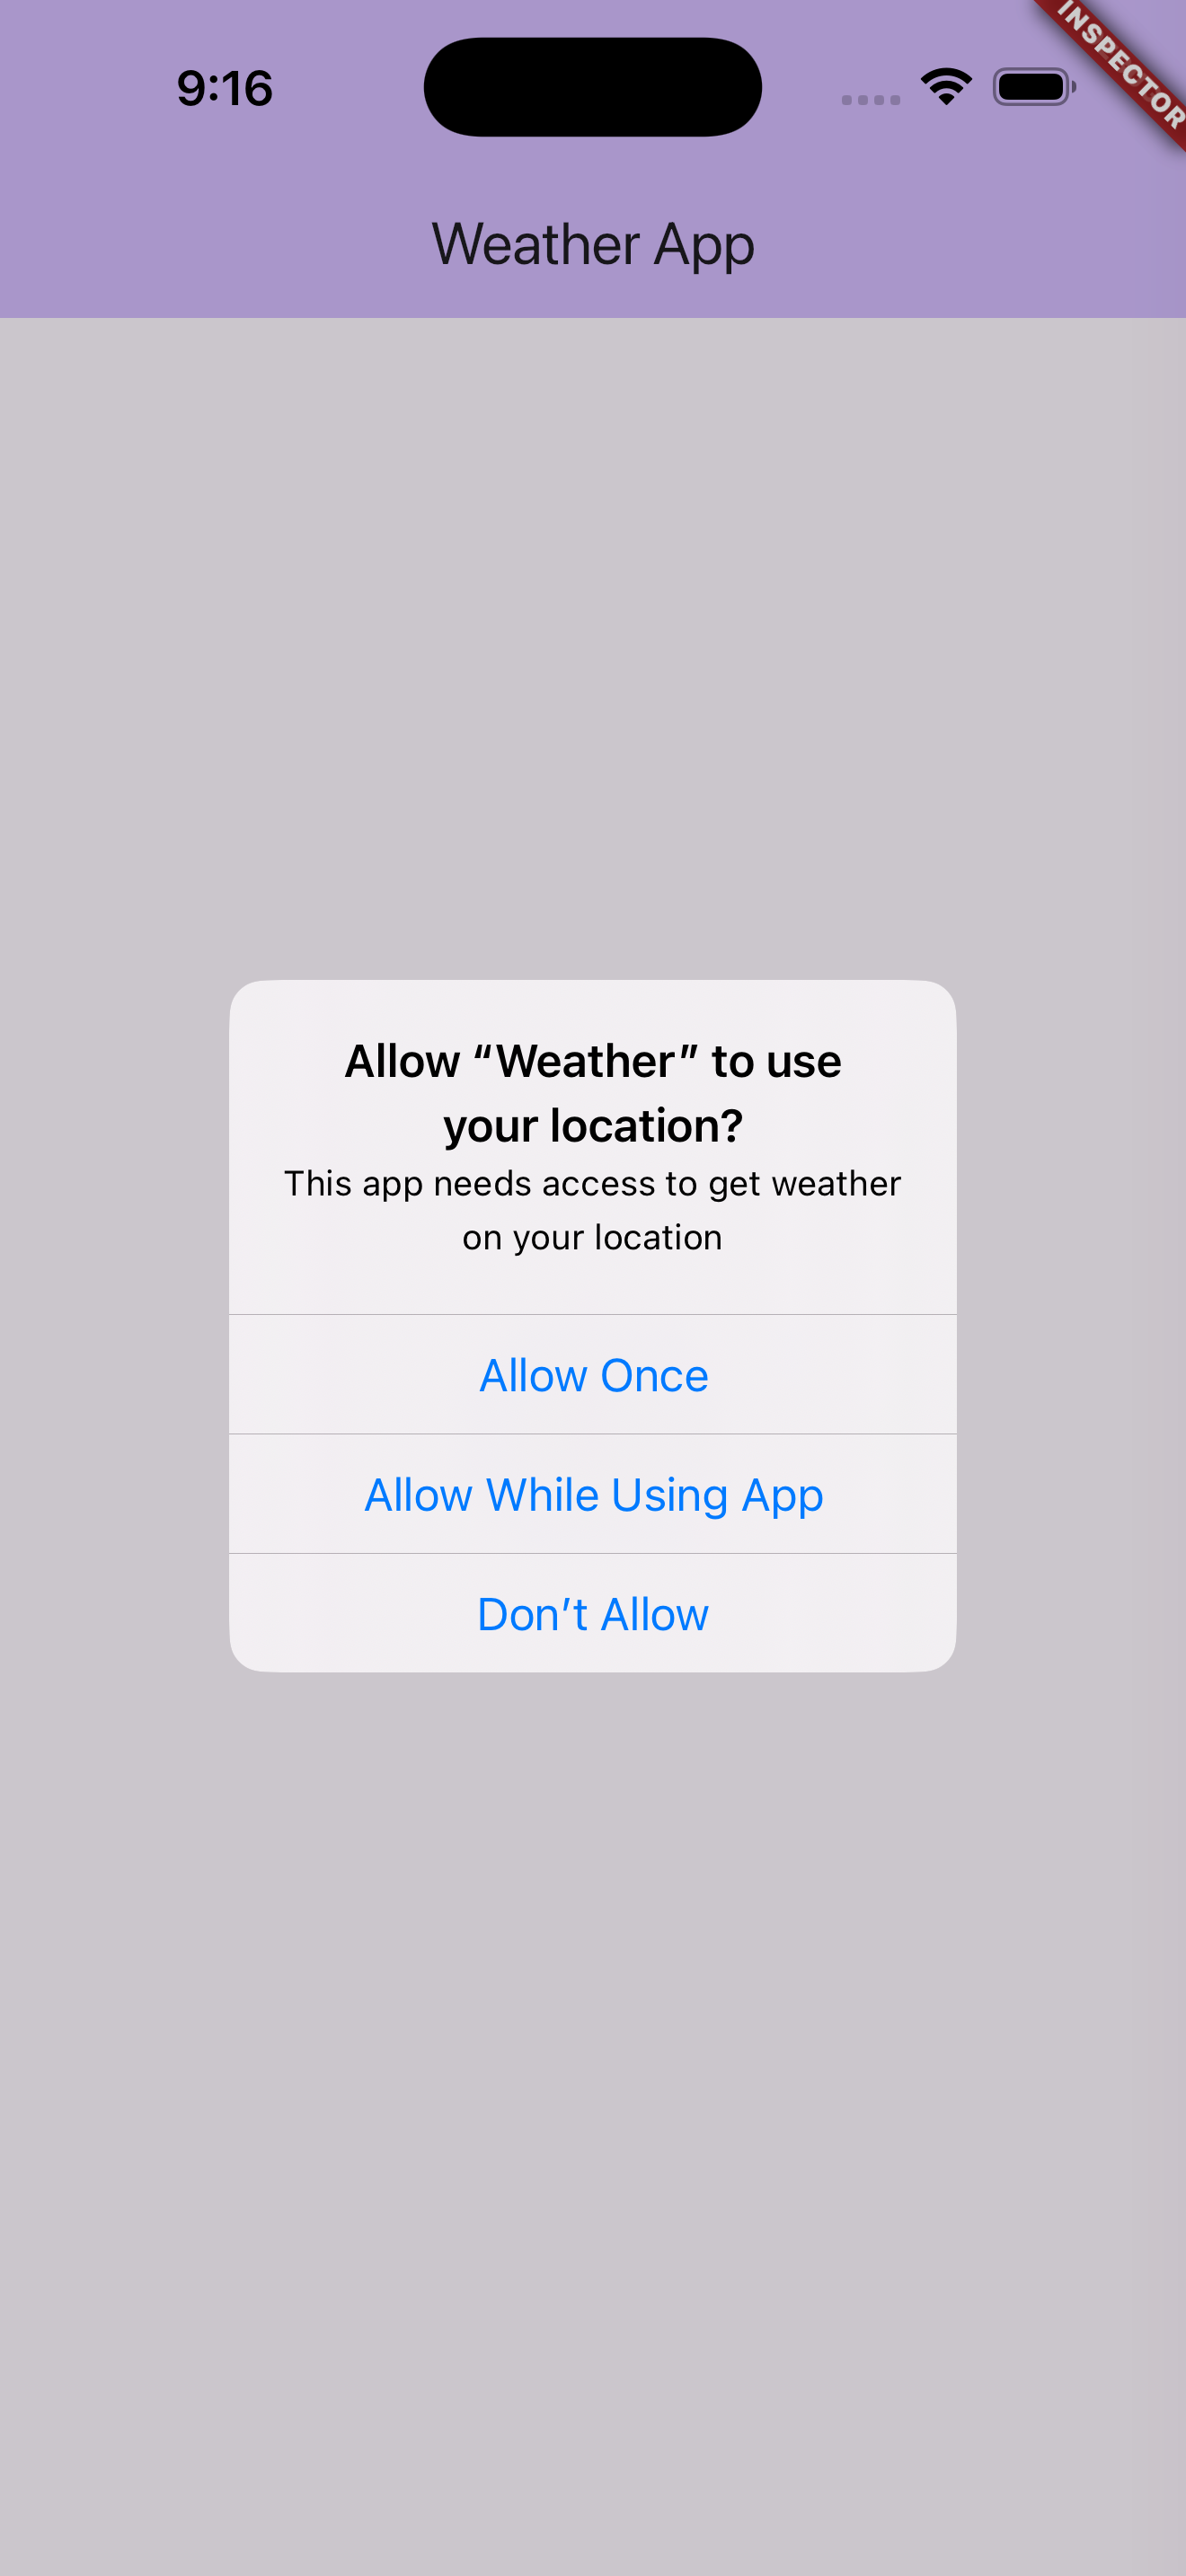 9:16
INSPECTOR
Weather App
Allow “Weather” to use
your location?
This app needs access to get weather
on your location
Allow Once
Allow While Using App
Don’t Allow